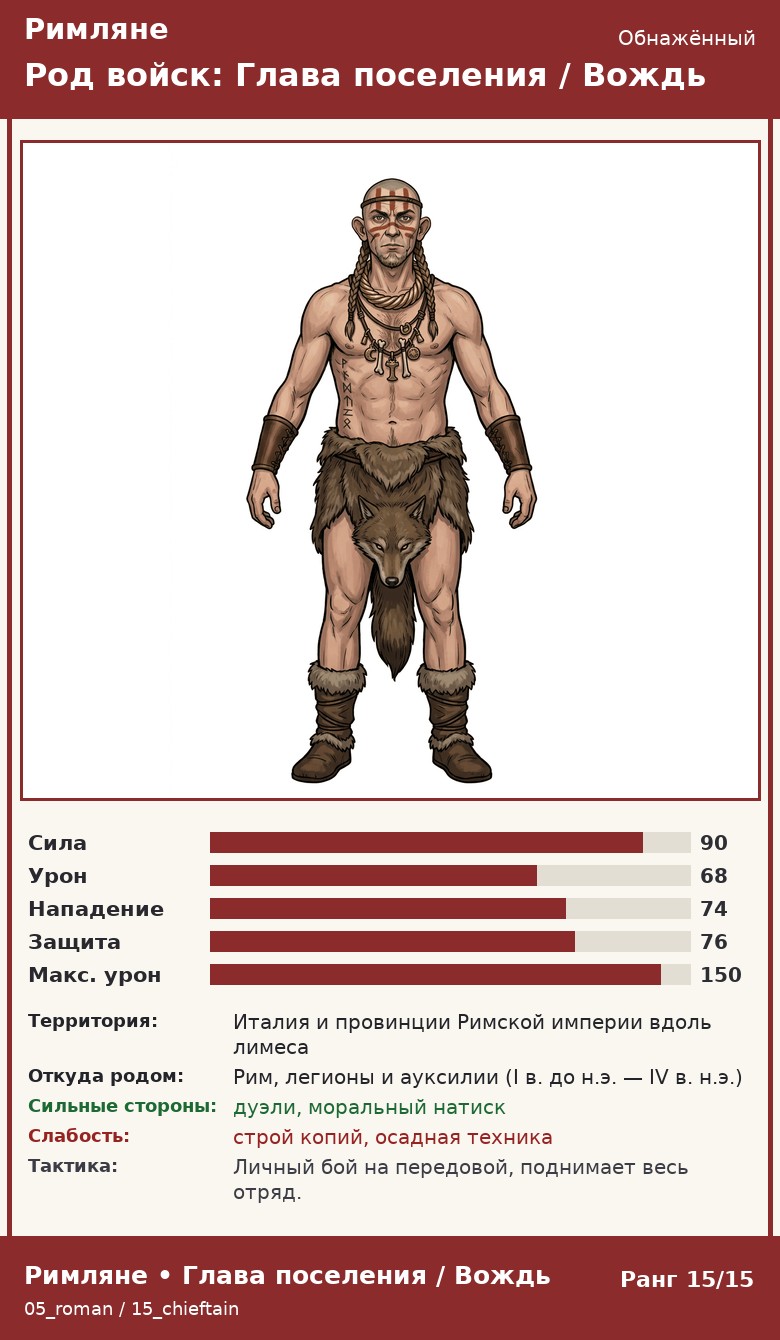 Римляне
Обнажённый
Род войск: Глава поселения / Вождь
Сила 90
Урон 68
Нападение 74
Защита 76
Макс. урон 150
Территория: Италия и провинции Римской империи вдоль
лимеса
Откуда родом: Рим, легионы и ауксилии (I в. до н.э. — IV в. н.э.)
Сильные стороны: дуэли, моральный натиск
Слабость: строй копий, осадная техника
Тактика: Личный бой на передовой, поднимает весь
отряд.
Римляне • Глава поселения / Вождь
Ранг 15/15
05_roman / 15_chieftain